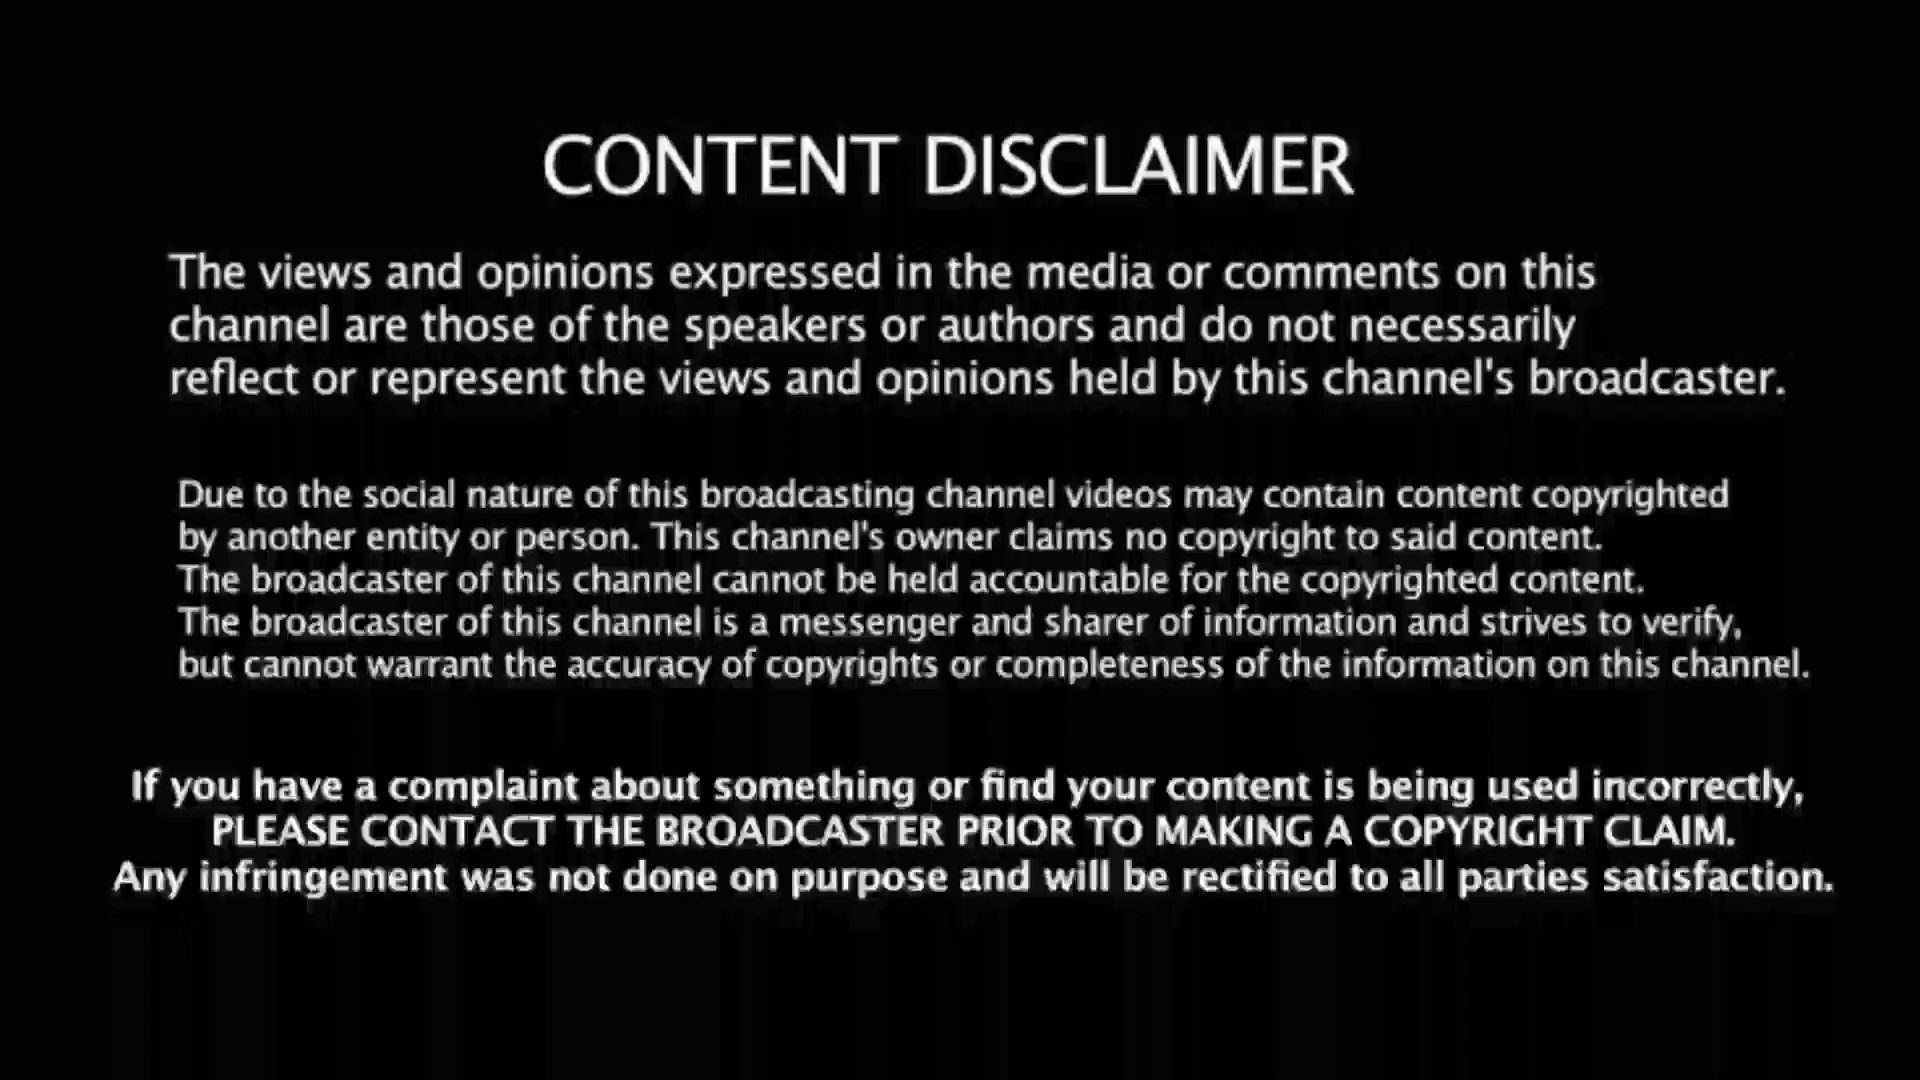 CONTENT DISCLAIMER
The views and opinions expressed in the media or comments on this
channel are those of the speakers or authors and do not necessarily
reflect or represent the views and opinions held by this channel's broadcaster.
Due to the social nature of this broadcasting channel videos may contain content copyrighted
by another entity or person. This channel's owner claims no copyright to said content.
The broadcaster of this channel cannot be held accountable for the copyrighted content.
The broadcaster of this channel is a messenger and sharer of information and strives to verify,
but cannot warrant the accuracy of copyrights or completeness of the information on this channel.
If you have a complaint about something or find your content is being used incorrectly,
PLEASE CONTACT THE BROADCASTER PRIOR TO MAKING A COPYRIGHT CLAIM.
Any infringement was not done on purpose and will be rectified to all parties satisfaction.